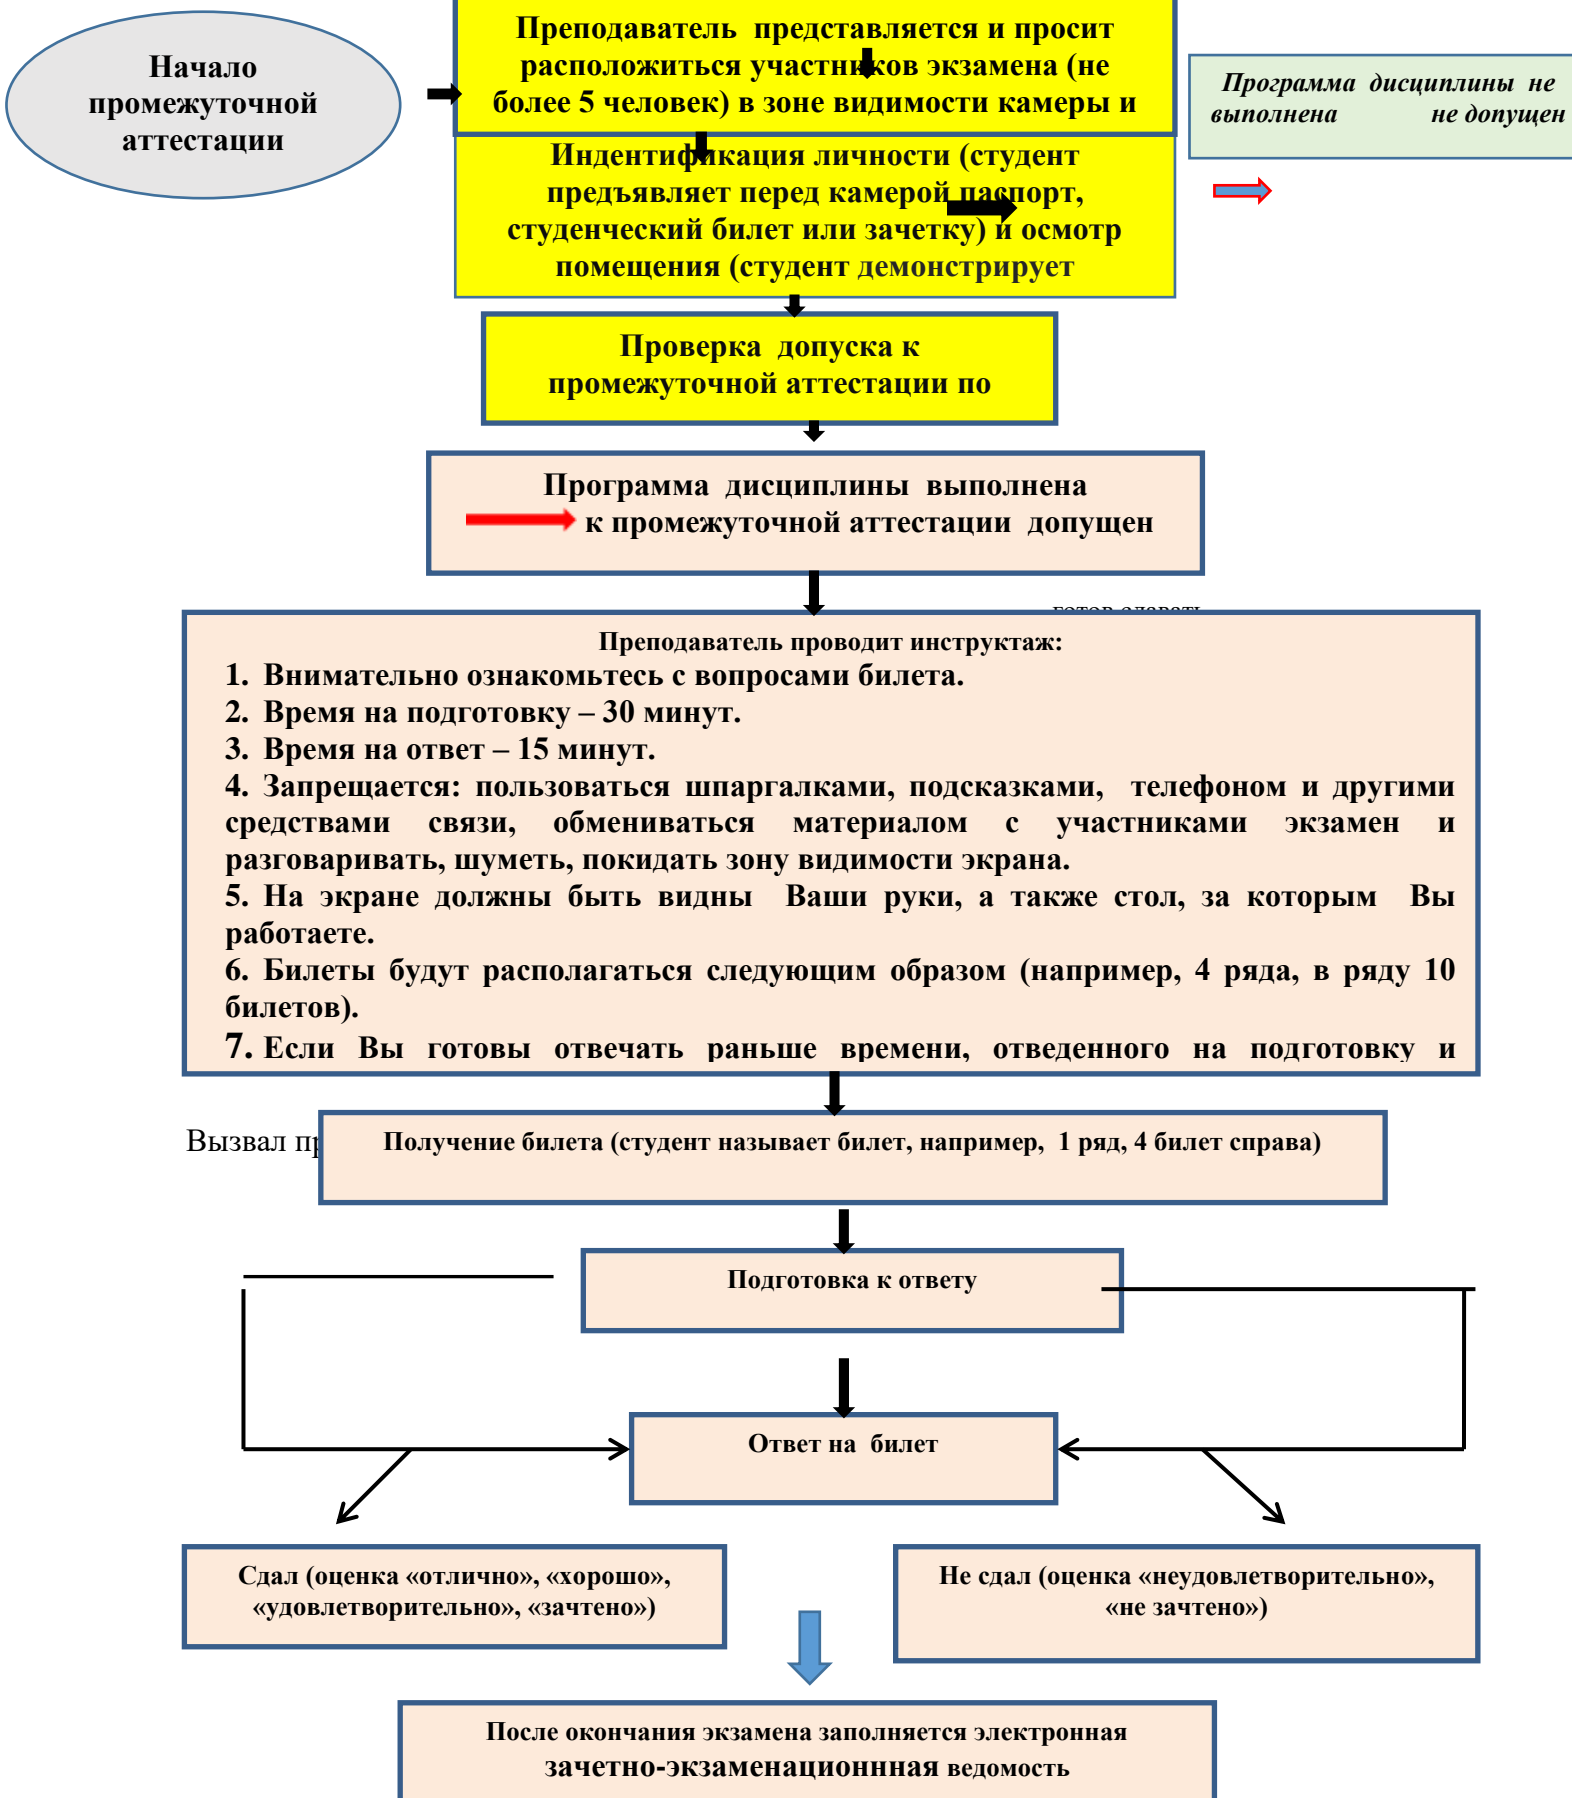 Начало
промежуточной
аттестации
Преподаватель представляется и просит
расположиться участников экзамена (не
более 5 человек) в зоне видимости камеры и
Программа дисциплины не
выполнена не допущен
Индентификация личности (студент
предъявляет перед камерой паспорт,
студенческий билет или зачетку) и осмотр
помещения (студент демонстрирует
Проверка допуска к
промежуточной аттестации по
Программа дисциплины выполнена
к промежуточной аттестации допущен
Преподаватель проводит инструктаж:
1. Внимательно ознакомьтесь с вопросами билета.
2. Время на подготовку – 30 минут.
3. Время на ответ – 15 минут.
4. Запрещается: пользоваться шпаргалками, подсказками, телефоном и другими
средствами связи, обмениваться материалом с участниками экзамен и
разговаривать, шуметь, покидать зону видимости экрана.
5. На экране должны быть видны Ваши руки, а также стол, за которым Вы
работаете.
6. Билеты будут располагаться следующим образом (например, 4 ряда, в ряду 10
билетов).
7. Если Вы готовы отвечать раньше времени, отведенного на подготовку и
Вызвал
Получение билета (студент называет билет, например, 1 ряд, 4 билет справа)
Подготовка к ответу
Ответ на билет
Сдал (оценка «отлично», «хорошо»,
«удовлетворительно», «зачтено»)
Не сдал (оценка «неудовлетворительно»,
«не зачтено»)
После окончания экзамена заполняется электронная
зачетно-экзаменационнная ведомость